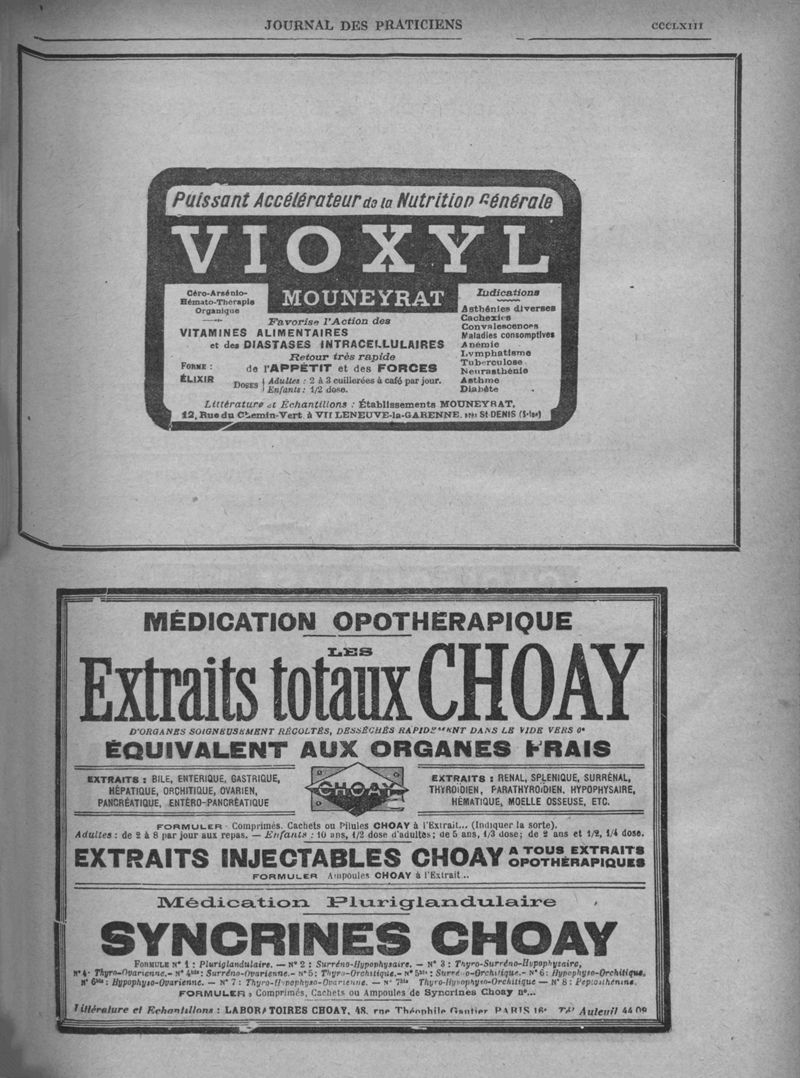 JOURNAL DES PRATICIENS
CCCLXIII
Puissant Accélérateur de la Nutrition Générale
VIOXYL
MOUNEYRAT
Céro-Arsénio-
Hémato-Thérapie
Organique
Favorise l'Action des
VITAMINES ALIMENTAIRES
et des DIASTASES INTRACELLULAIRES
Retour très rapide
de l'APPÉTIT et des FORCES
FORME :
ÉLIXIR
DOSES
Adultes : 2 à 3 cuillerées à café par jour.
Enfants : 1/2 dose.
Indications
Asthénies diverses
Cachexies
Convalescences
Maladies consomptives
Anémie
Lymphatisme
Tuberculose
Neurasthénie
Asthme
Diabète
Littérature et Echantillons : Établissements MOUNEYRAT,
12, Rue du Chemin-Vert, à VILLENEUVE-la-GARENNE, près St-DENIS
MÉDICATION OPOTHÉRAPIQUE
LES
Extraits totaux CHOAY
D'ORGANES SOIGNEUSEMENT RÉCOLTÉS, DESSÉCHÉS RAPIDEMENT DANS LE VIDE VERS 0°
ÉQUIVALENT AUX ORGANES FRAIS
EXTRAITS : BILE, ENTERIQUE, GASTRIQUE,
HÉPATIQUE, ORCHITIQUE, OVARIEN,
PANCRÉATIQUE, ENTÉRO-PANCRÉATIQUE
CHOAY
EXTRAITS : RENAL, SPLENIQUE, SURRÉNAL,
THYROÏDIEN, PARATHYROÏDIEN, HYPOPHYSAIRE,
HÉMATIQUE, MOELLE OSSEUSE, ETC.
FORMULER - Comprimés. Cachets ou Pilules CHOAY à l'Extrait... (Indiquer la sorte).
Adultes : de 2 à 8 par jour aux repas. — Enfants : 10 ans, 1/2 dose d'adultes; de 5 ans, 1/3 dose; de 2 ans et 1/2, 1/4 dose.
EXTRAITS INJECTABLES CHOAY A TOUS EXTRAITS OPOTHÉRAPIQUES
FORMULER Ampoules CHOAY à l'Extrait...
Médication Pluriglandulaire
SYNCRINES CHOAY
FORMULE N° 1 : Pluriglandulaire. — N° 2 : Surréno-Hypophysaire. — N° 3 : Thyro-Surréno-Hypophysaire,
N° 4 - Thyro-Ovarienne. - N° 4bis : Surréno-Ovarienne. - N° 5 : Thyro-Orchitique. - N° 5bis : Surréno-Orchitique. - N° 6 : Hypophyso-Orchitique,
N° 6bis : Hypophyso-Ovarienne. — N° 7 : Thyro-Hypophyso-Ovarienne. — N° 7bis Thyro-Hypophyso-Orchitique — N° 8 : Peptosthénine.
FORMULER : Comprimés, Cachets ou Ampoules de Syncrines Choay n°...
Littérature et Echantillons : LABORATOIRES CHOAY, 48, rue Théophile Gautier, PARIS 16e Tél. Auteuil 44.09